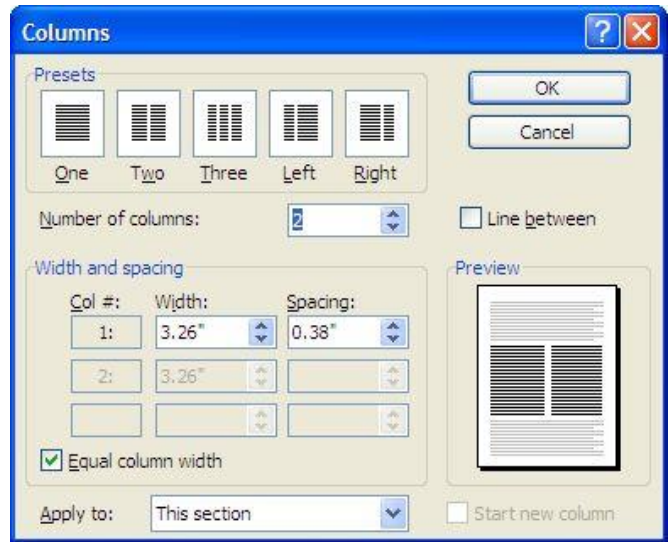 Columns
Presets
One Two Three Left Right
OK
Cancel
Number of columns: 2
Line between
Width and spacing
Col #: Width: Spacing:
1: 3.26" 0.38"
2: 3.26"
Equal column width
Preview
Apply to: This section
Start new column